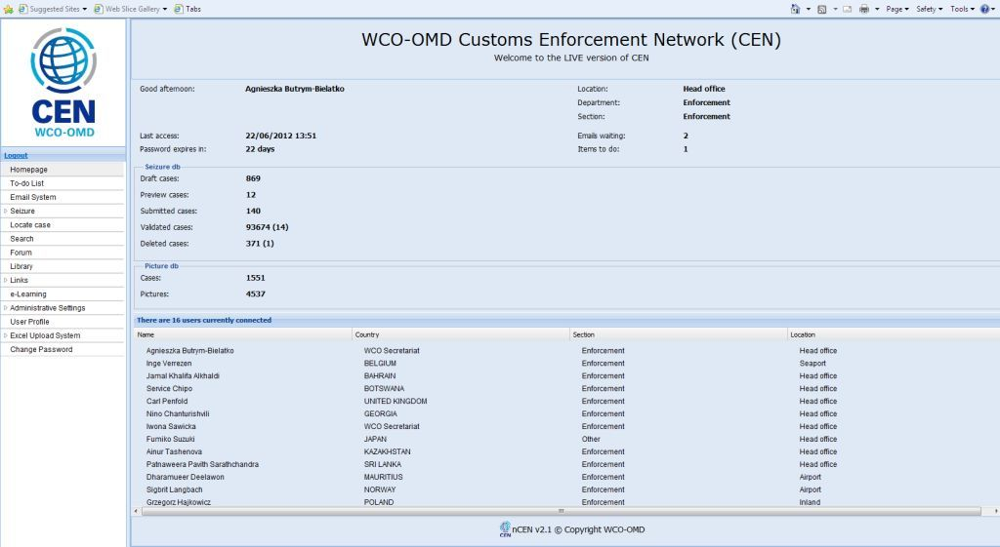 Suggested Sites Web Slice Gallery Tabs Page Safety Tools
CEN
WCO-OMD
Logout
Homepage
To-do List
Email System
Seizure
Locate case
Search
Forum
Library
Links
e-Learning
Administrative Settings
User Profile
Excel Upload System
Change Password
WCO-OMD Customs Enforcement Network (CEN)
Welcome to the LIVE version of CEN
Good afternoon: Agnieszka Butrym-Bielatko Location: Head office
Department: Enforcement
Section: Enforcement
Last access: 22/06/2012 13:51 Emails waiting: 2
Password expires in: 22 days Items to do: 1
Seizure db
Draft cases: 869
Preview cases: 12
Submitted cases: 140
Validated cases: 93674 (14)
Deleted cases: 371 (1)
Picture db
Cases: 1551
Pictures: 4537
There are 16 users currently connected
Name Country Section Location
Agnieszka Butrym-Bielatko WCO Secretariat Enforcement Head office
Inge Verrezen BELGIUM Enforcement Seaport
Jamal Khalifa Alkhaldi BAHRAIN Enforcement Head office
Service Chipo BOTSWANA Enforcement Head office
Carl Penfold UNITED KINGDOM Enforcement Head office
Nino Chanturishvili GEORGIA Enforcement Head office
Iwona Sawicka WCO Secretariat Enforcement Head office
Fumiko Suzuki JAPAN Other Head office
Ainur Tashenova KAZAKHSTAN Enforcement Head office
Patnaweera Pavith Sarathchandra SRI LANKA Enforcement Head office
Dharamueer Deelawon MAURITIUS Enforcement Airport
Sigbrit Langbach NORWAY Enforcement Airport
Grzegorz Hajkowicz POLAND Enforcement Inland
CEN nCEN v2.1 © Copyright WCO-OMD